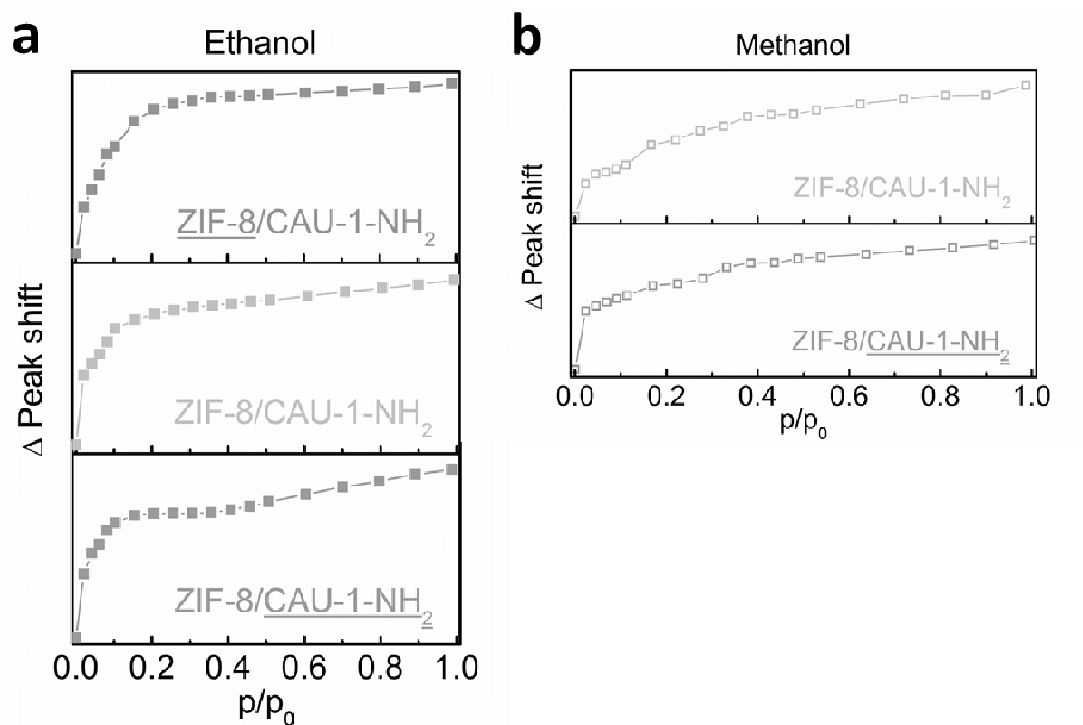 a
Ethanol
Δ Peak shift
ZIF-8/CAU-1-NH2
ZIF-8/CAU-1-NH2
ZIF-8/CAU-1-NH2
0.0 0.2 0.4 0.6 0.8 1.0
p/p0
b
Methanol
Δ Peak shift
ZIF-8/CAU-1-NH2
ZIF-8/CAU-1-NH2
0.0 0.2 0.4 0.6 0.8 1.0
p/p0